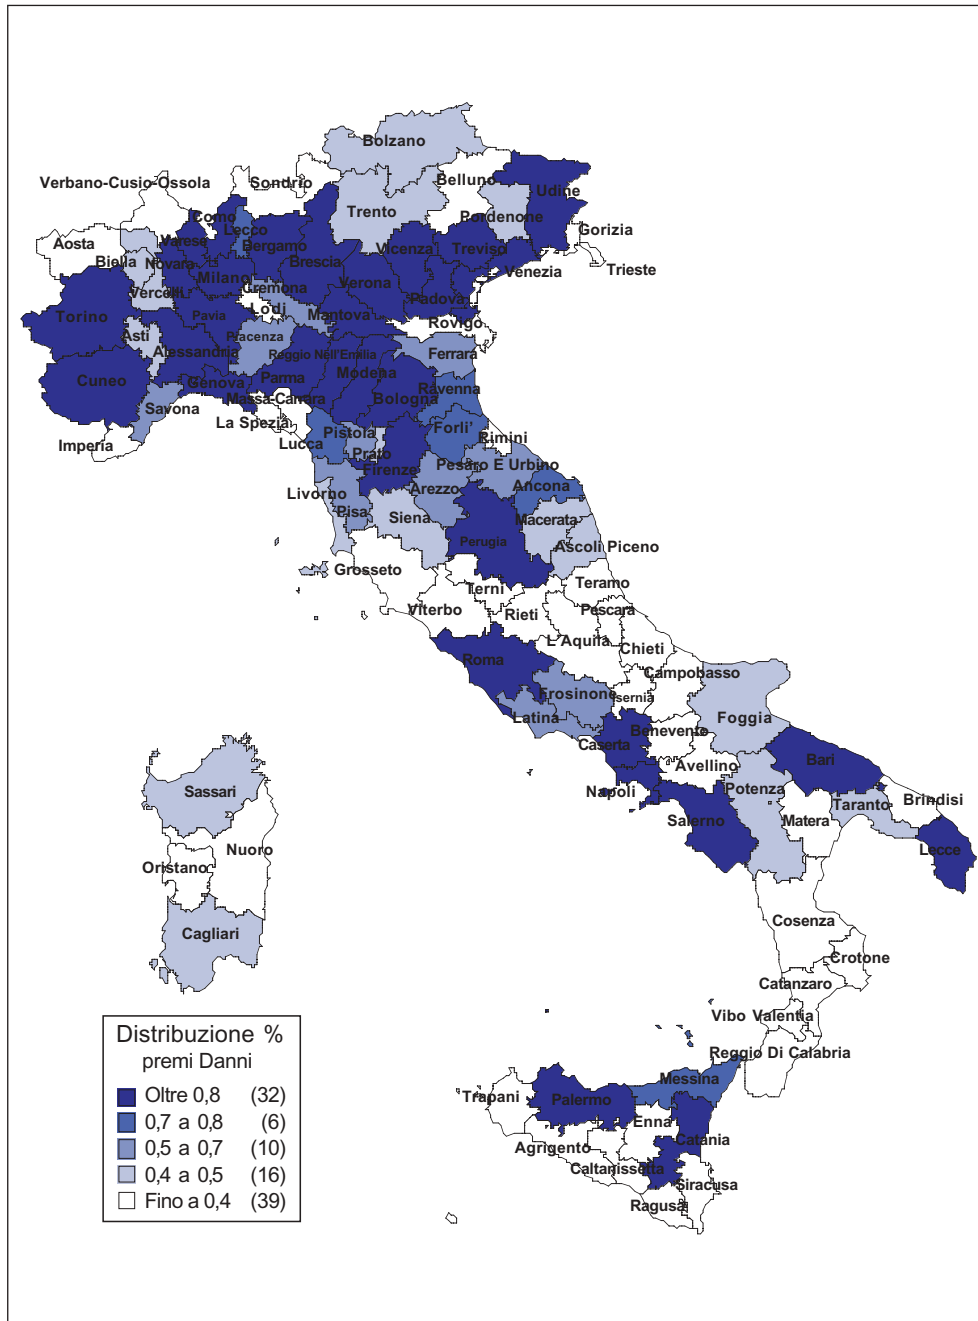 Bolzano
Verbano-Cusio-Ossola
Sondrio
Belluno
Udine
Trento
Pordenone
Gorizia
Aosta
Como
Lecco
Varese
Bergamo
Vicenza
Treviso
Biella
Novara
Brescia
Venezia
Trieste
Milano
Verona
Vercelli
Cremona
Padova
Torino
Lodi
Pavia
Mantova
Rovigo
Asti
Piacenza
Alessandria
Reggio Nell'Emilia
Ferrara
Cuneo
Genova
Parma
Modena
Massa-Carrara
Bologna
Ravenna
Savona
La Spezia
Pistoia
Forli'
Rimini
Imperia
Lucca
Prato
Firenze
Pesaro E Urbino
Livorno
Arezzo
Ancona
Pisa
Siena
Macerata
Perugia
Ascoli Piceno
Grosseto
Terni
Teramo
Viterbo
Rieti
Pescara
L'Aquila
Chieti
Roma
Campobasso
Frosinone
Isernia
Latina
Foggia
Benevento
Caserta
Avellino
Bari
Napoli
Potenza
Salerno
Matera
Taranto
Brindisi
Lecce
Sassari
Nuoro
Oristano
Cagliari
Cosenza
Crotone
Catanzaro
Vibo Valentia
Reggio Di Calabria
Messina
Trapani
Palermo
Enna
Catania
Agrigento
Caltanissetta
Siracusa
Ragusa
Distribuzione %
premi Danni
Oltre 0,8 (32)
0,7 a 0,8 (6)
0,5 a 0,7 (10)
0,4 a 0,5 (16)
Fino a 0,4 (39)